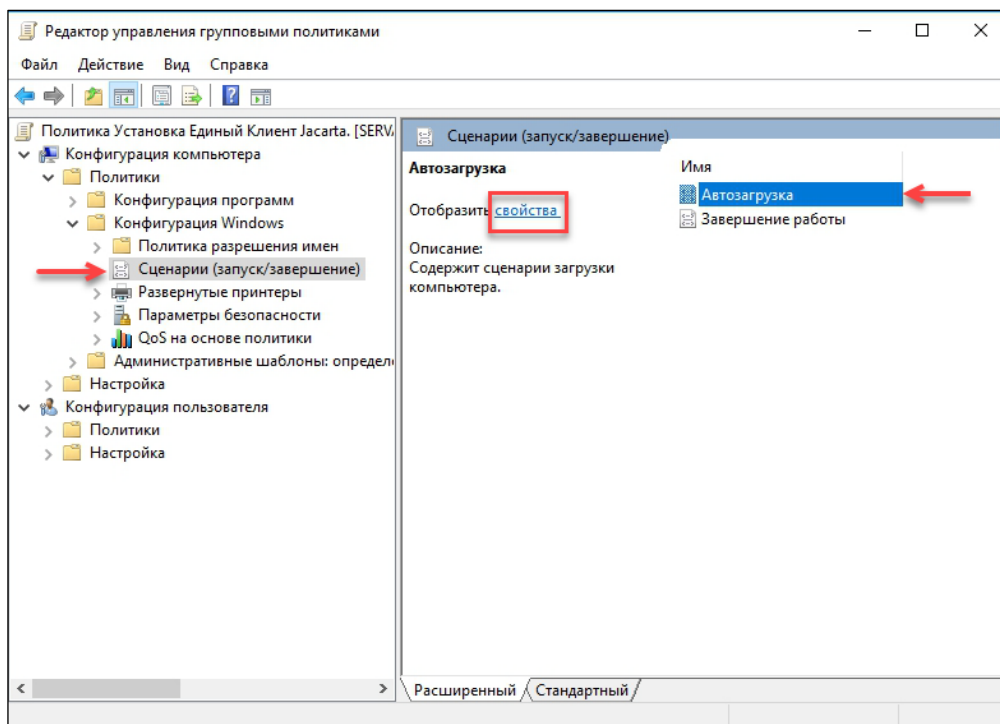 Редактор управления групповыми политиками
Файл Действие Вид Справка
Политика Установка Единый Клиент Jacarta. [SERV
Конфигурация компьютера
Политики
Конфигурация программ
Конфигурация Windows
Политика разрешения имен
Сценарии (запуск/завершение)
Развернутые принтеры
Параметры безопасности
QoS на основе политики
Административные шаблоны: определ
Настройка
Конфигурация пользователя
Политики
Настройка
Сценарии (запуск/завершение)
Автозагрузка
Отобразить свойства
Описание:
Содержит сценарии загрузки
компьютера.
Имя
Автозагрузка
Завершение работы
Расширенный Стандартный